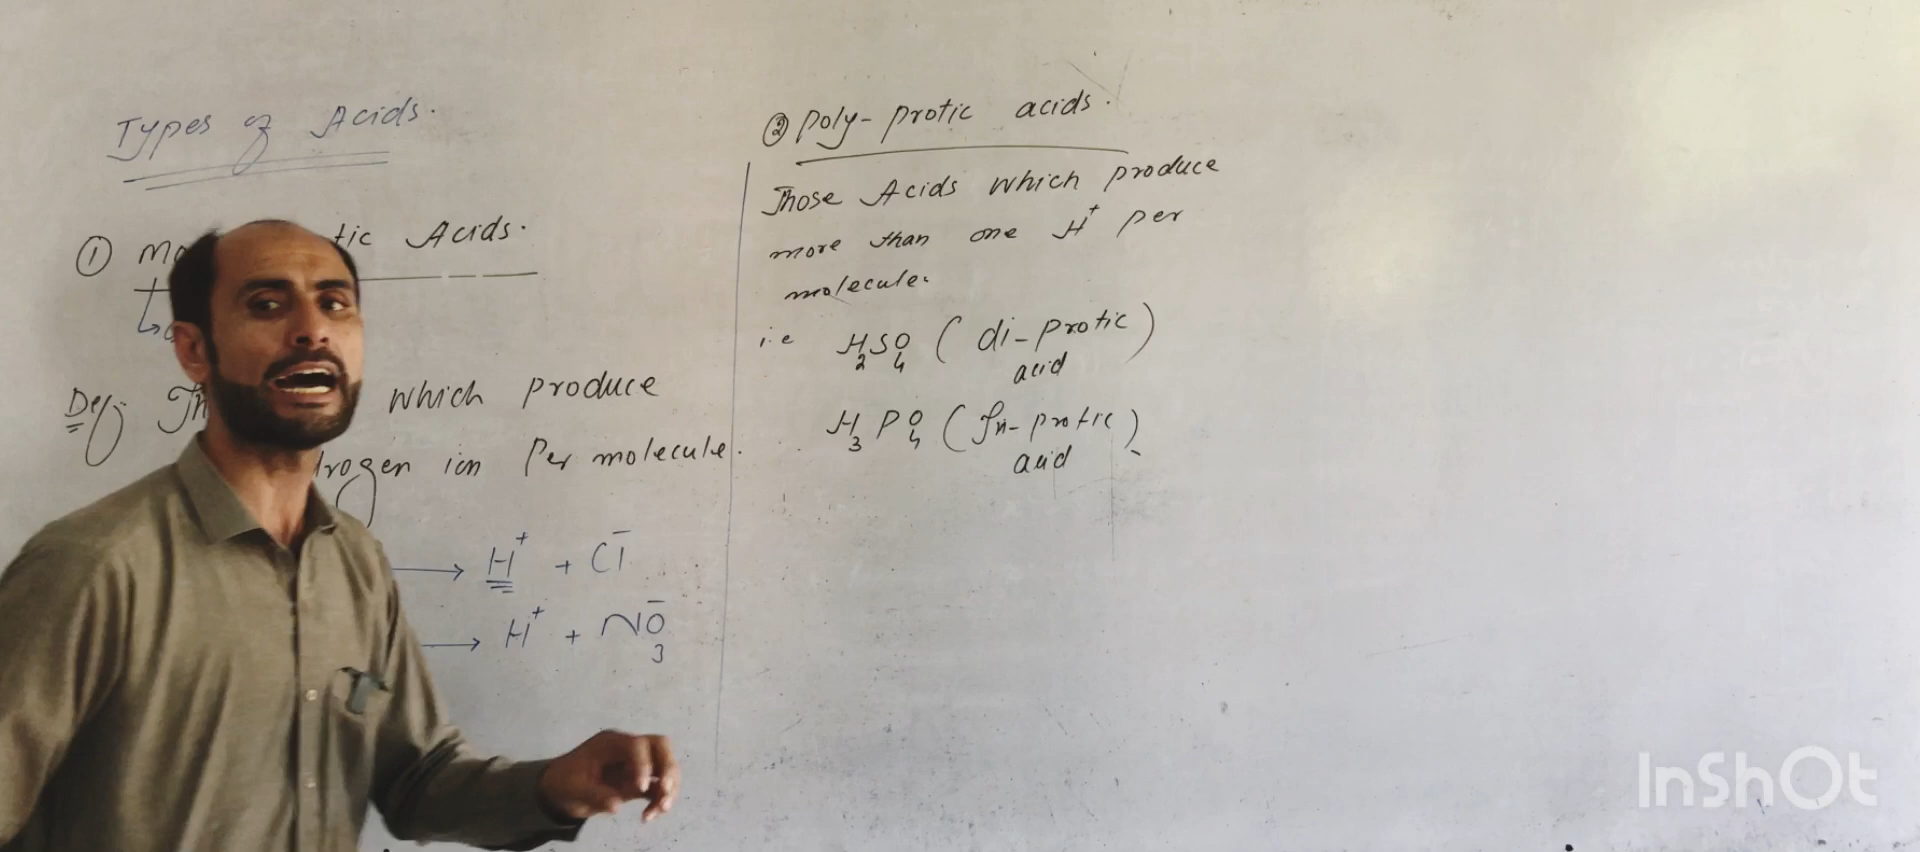 Types of Acids.
① Mo tic Acids.
Def: Th which produce
drogen ion Per molecule.
→ H⁺ + Cl⁻
→ H⁺ + NO₃⁻
② Poly-protic acids.
Those Acids which produce
more than one H⁺ per
molecule.
i.e H₂SO₄ (di-protic)
acid
H₃PO₄ (Tri-protic)
acid
InShOt